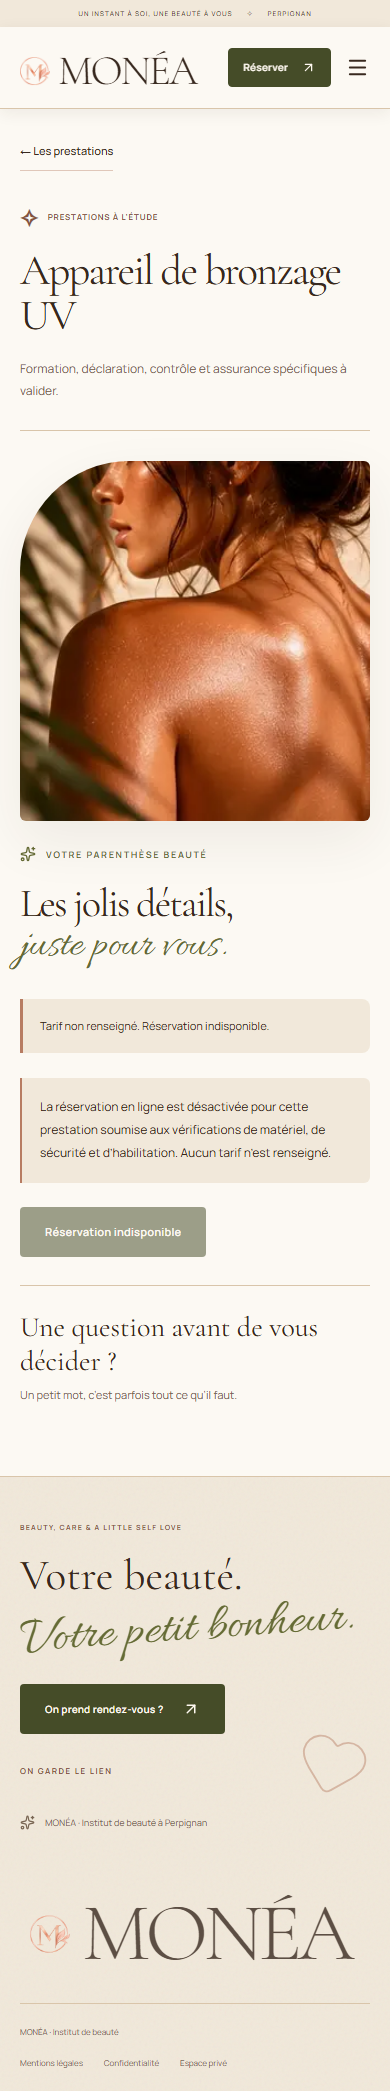 UN INSTANT À SOI, UNE BEAUTÉ À VOUS ✧ PERPIGNAN
M MONÉA
Réserver
← Les prestations
PRESTATIONS À L'ÉTUDE
Appareil de bronzage
UV
Formation, déclaration, contrôle et assurance spécifiques à
valider.
VOTRE PARENTHÈSE BEAUTÉ
Les jolis détails,
juste pour vous.
Tarif non renseigné. Réservation indisponible.
La réservation en ligne est désactivée pour cette
prestation soumise aux vérifications de matériel, de
sécurité et d'habilitation. Aucun tarif n'est renseigné.
Réservation indisponible
Une question avant de vous
décider ?
Un petit mot, c'est parfois tout ce qu'il faut.
BEAUTY, CARE & A LITTLE SELF LOVE
Votre beauté.
Votre petit bonheur.
On prend rendez-vous ?
ON GARDE LE LIEN
MONÉA · Institut de beauté à Perpignan
M MONÉA
MONÉA · Institut de beauté
Mentions légales Confidentialité Espace privé